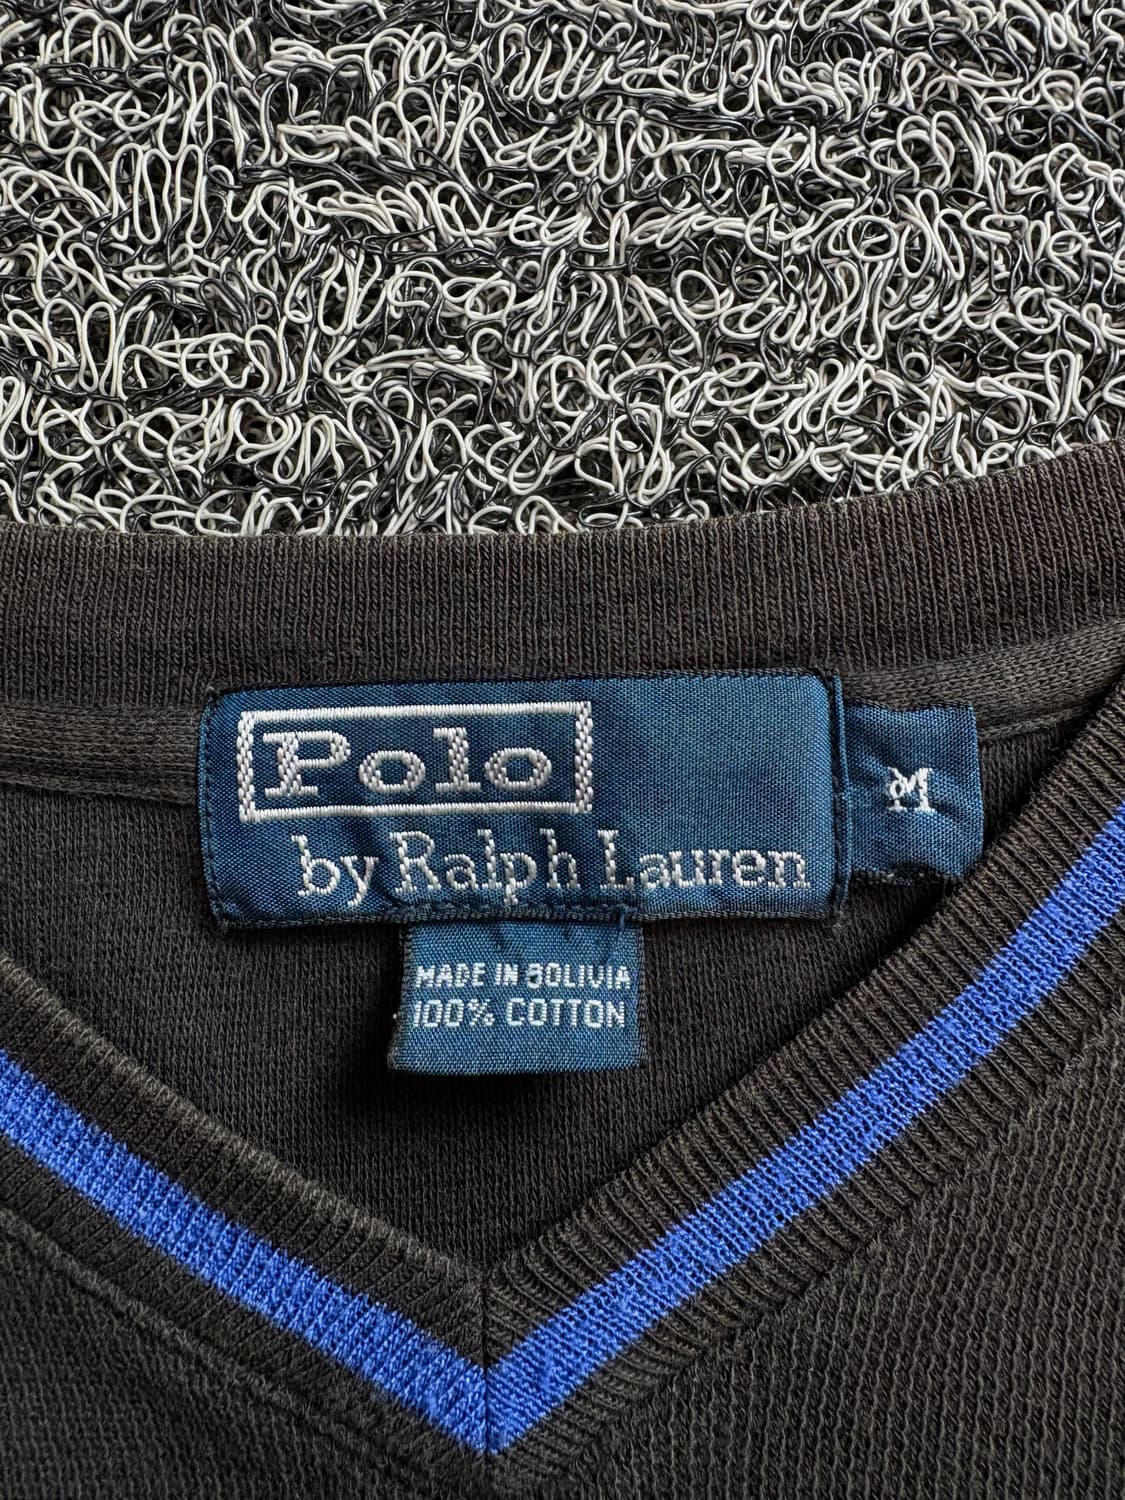 Polo
by Ralph Lauren
M
MADE IN BOLIVIA
100% COTTON